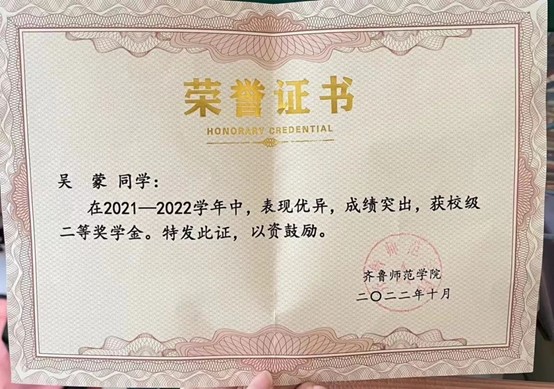 荣誉证书
HONORARY CREDENTIAL
吴 蒙 同学：
在2021—2022学年中，表现优异，成绩突出，获校级
二等奖学金。特发此证，以资鼓励。
齐鲁师范学院
二〇二二年十月